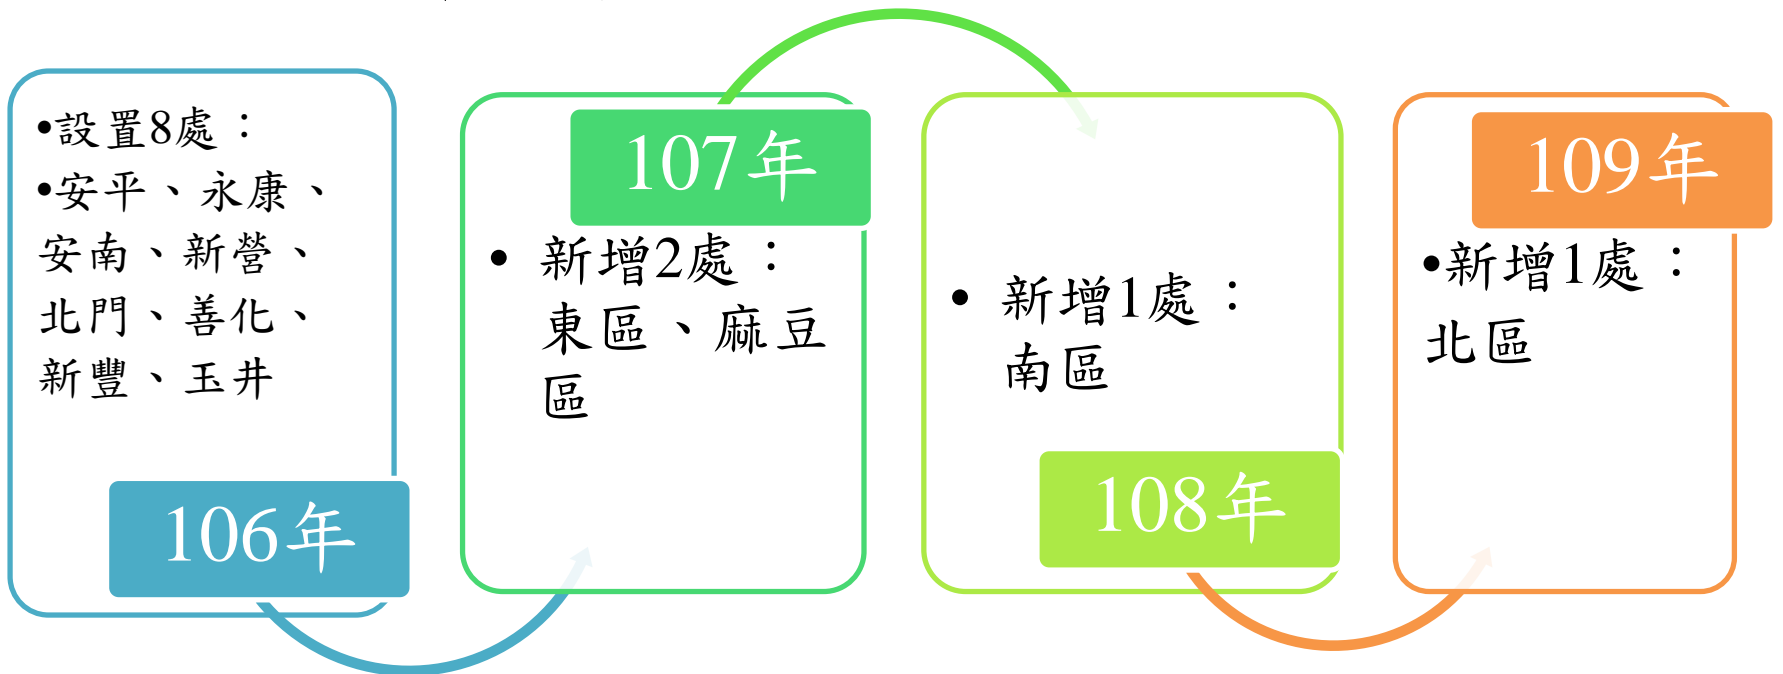 •設置8處：
•安平、永康、
安南、新營、
北門、善化、
新豐、玉井
106年
107年
• 新增2處：
東區、麻豆
區
• 新增1處：
南區
108年
109年
•新增1處：
北區